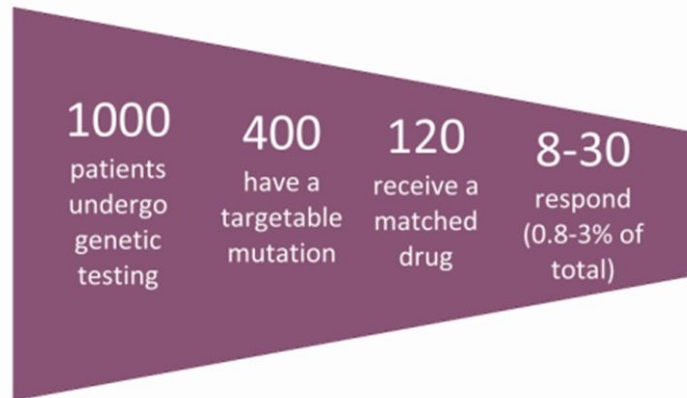 1000
patients
undergo
genetic
testing
400
have a
targetable
mutation
120
receive a
matched
drug
8-30
respond
(0.8-3% of
total)